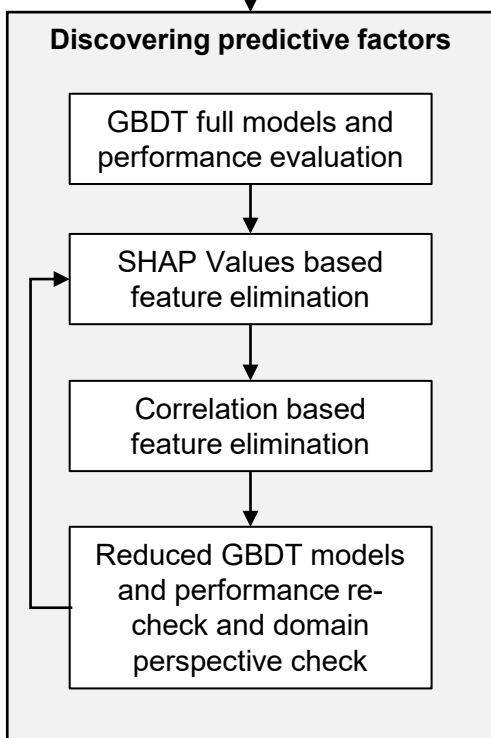 Discovering predictive factors
GBDT full models and
performance evaluation
SHAP Values based
feature elimination
Correlation based
feature elimination
Reduced GBDT models
and performance re-
check and domain
perspective check